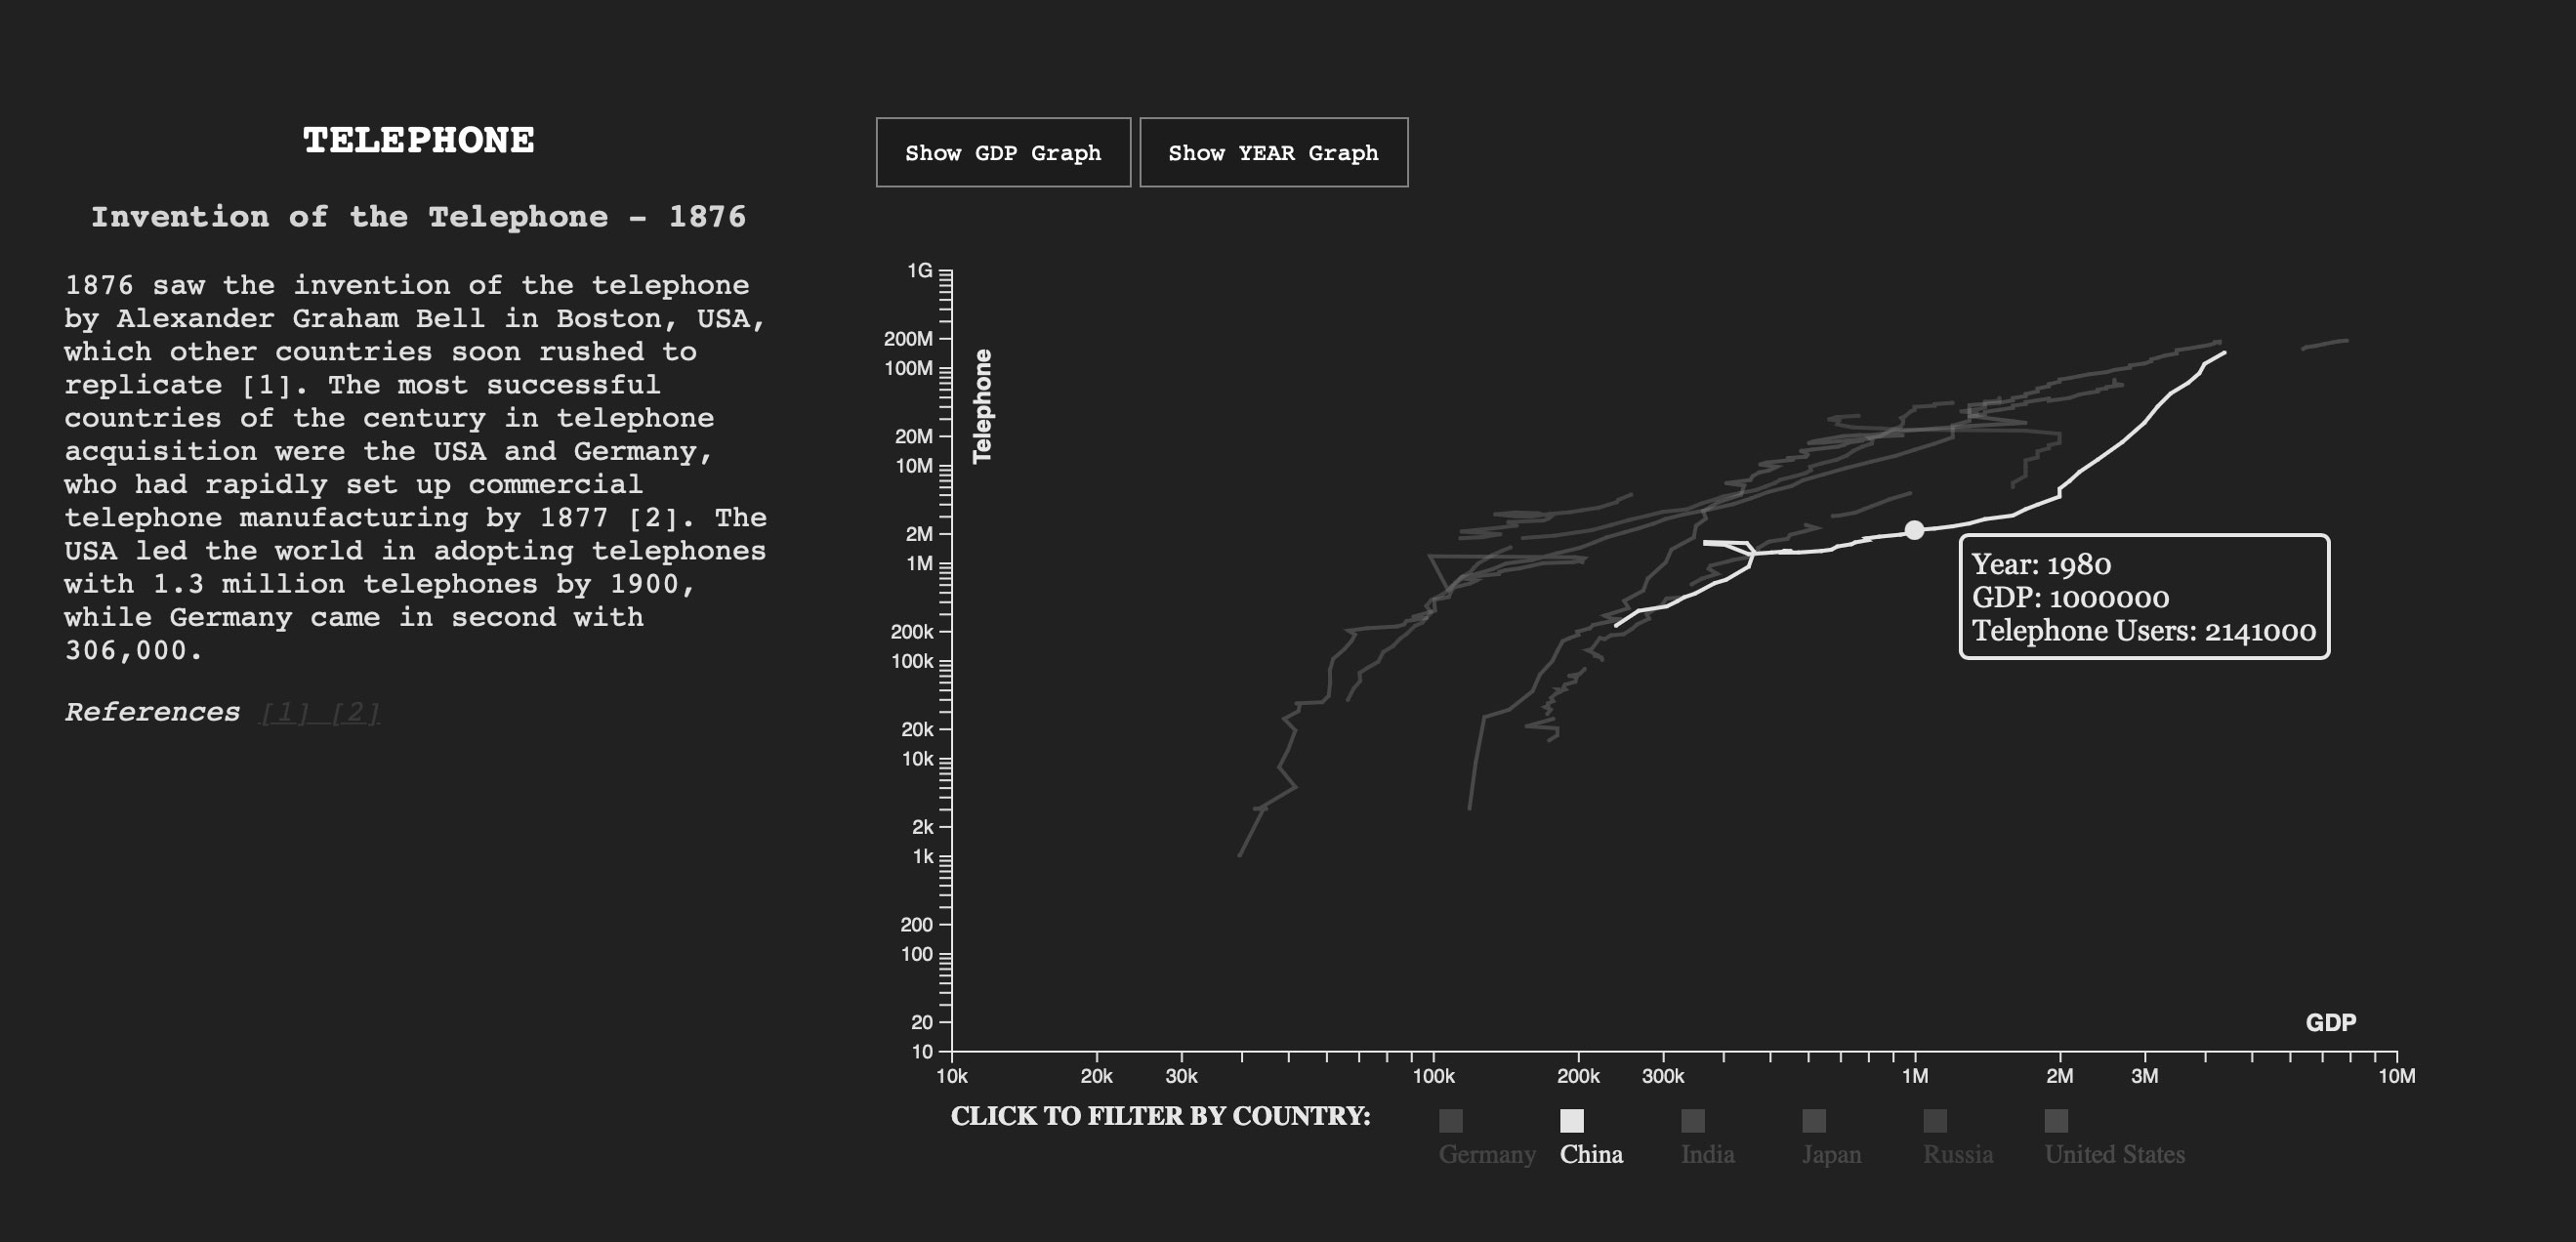 TELEPHONE
Invention of the Telephone – 1876
1876 saw the invention of the telephone
by Alexander Graham Bell in Boston, USA,
which other countries soon rushed to
replicate [1]. The most successful
countries of the century in telephone
acquisition were the USA and Germany,
who had rapidly set up commercial
telephone manufacturing by 1877 [2]. The
USA led the world in adopting telephones
with 1.3 million telephones by 1900,
while Germany came in second with
306,000.
References [1] [2]
Show GDP Graph
Show YEAR Graph
1G
200M
100M
20M
10M
2M
1M
200k
100k
20k
10k
2k
1k
200
100
20
10
Telephone
Year: 1980
GDP: 1000000
Telephone Users: 2141000
GDP
10k 20k 30k 100k 200k 300k 1M 2M 3M 10M
CLICK TO FILTER BY COUNTRY:
Germany China India Japan Russia United States